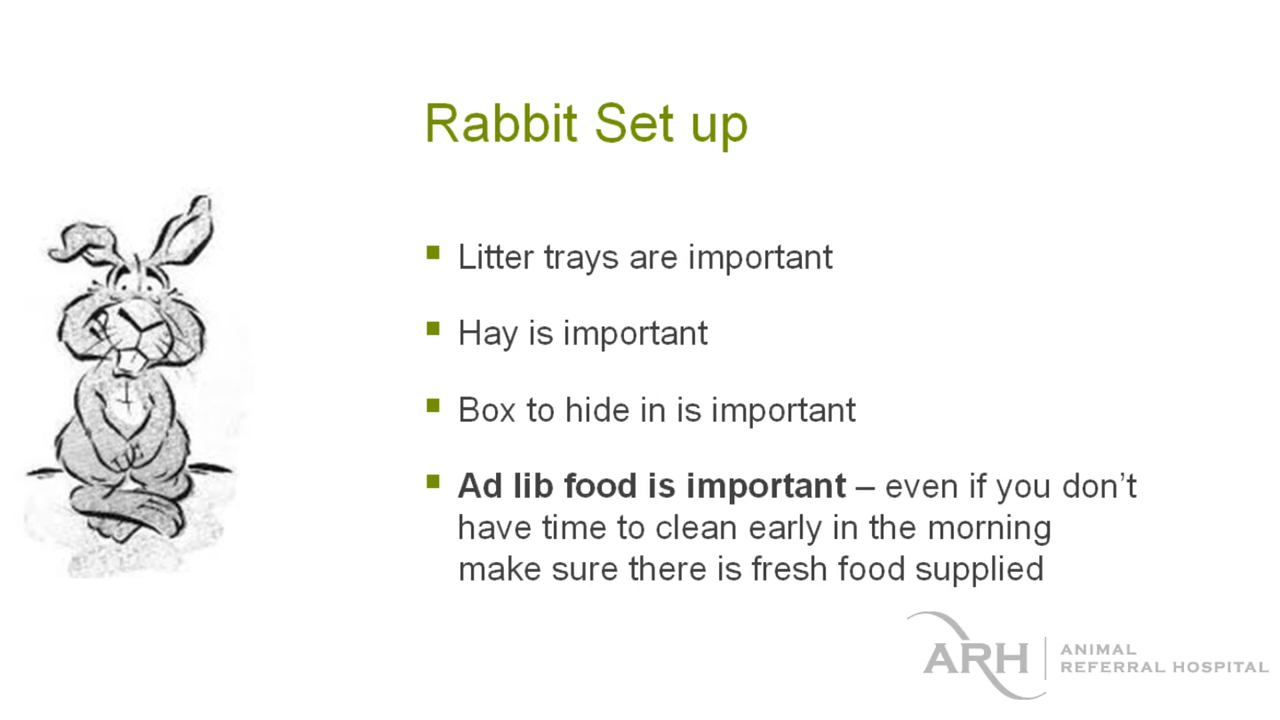 Rabbit Set up
Litter trays are important
Hay is important
Box to hide in is important
Ad lib food is important – even if you don’t
have time to clean early in the morning
make sure there is fresh food supplied
ARH
ANIMAL
REFERRAL HOSPITAL